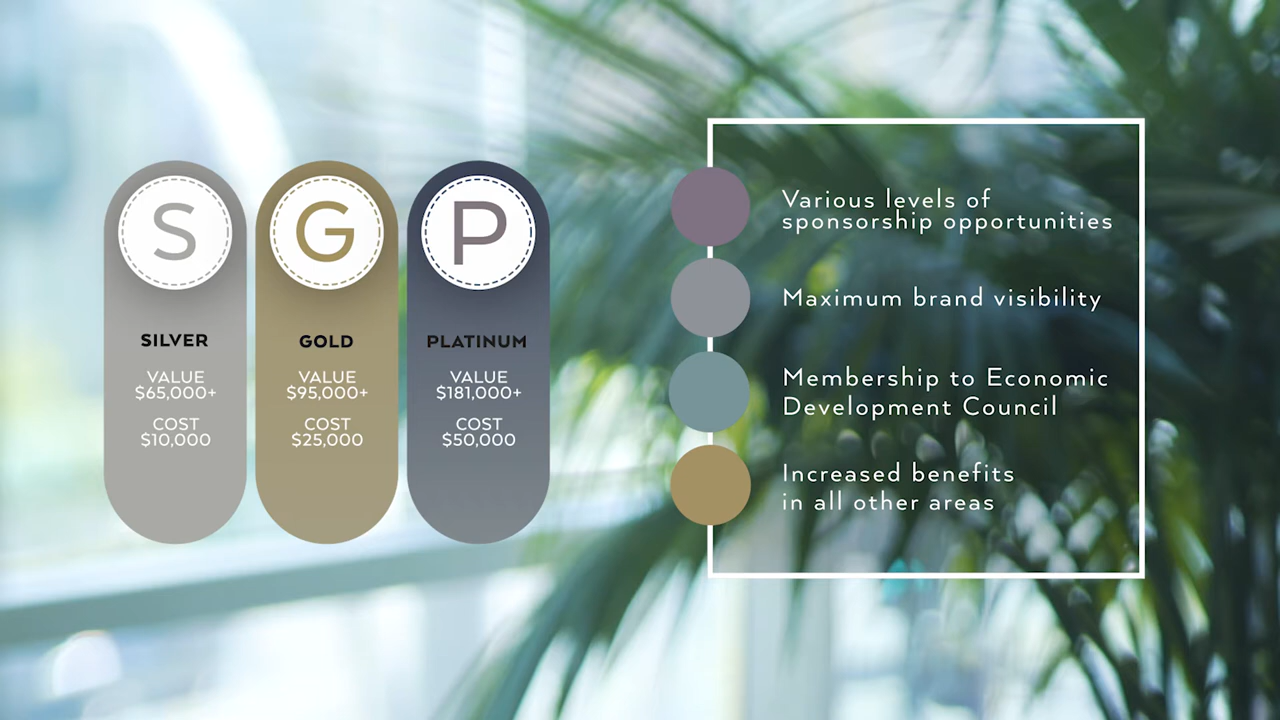 S
SILVER
VALUE
$65,000+
COST
$10,000
G
GOLD
VALUE
$95,000+
COST
$25,000
P
PLATINUM
VALUE
$181,000+
COST
$50,000
Various levels of
sponsorship opportunities
Maximum brand visibility
Membership to Economic
Development Council
Increased benefits
in all other areas